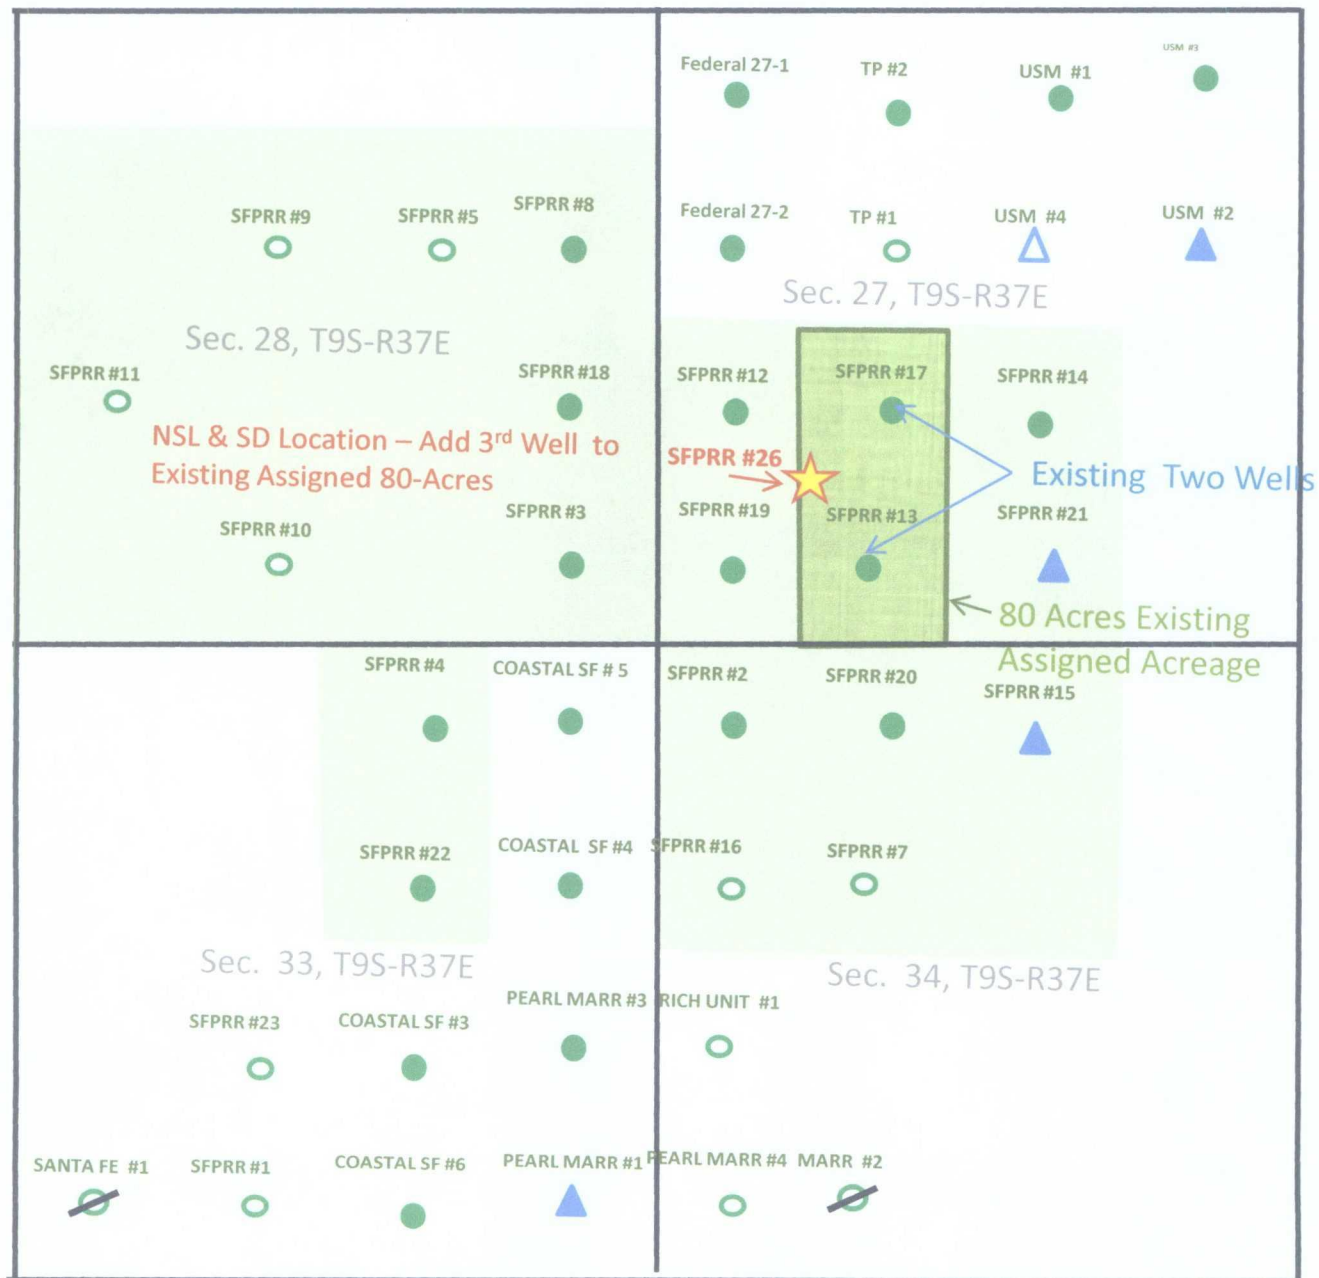 USM #3
Federal 27-1
TP #2
USM #1
SFPRR #9
SFPRR #5
SFPRR #8
Federal 27-2
TP #1
USM #4
USM #2
Sec. 27, T9S-R37E
Sec. 28, T9S-R37E
SFPRR #11
SFPRR #18
SFPRR #12
SFPRR #17
SFPRR #14
NSL & SD Location – Add 3rd Well to
Existing Assigned 80-Acres
SFPRR #26
Existing Two Wells
SFPRR #10
SFPRR #3
SFPRR #19
SFPRR #13
SFPRR #21
80 Acres Existing
Assigned Acreage
SFPRR #4
COASTAL SF # 5
SFPRR #2
SFPRR #20
SFPRR #15
SFPRR #22
COASTAL SF #4
SFPRR #16
SFPRR #7
Sec. 33, T9S-R37E
Sec. 34, T9S-R37E
SFPRR #23
COASTAL SF #3
PEARL MARR #3
RICH UNIT #1
SANTA FE #1
SFPRR #1
COASTAL SF #6
PEARL MARR #1
PEARL MARR #4
MARR #2